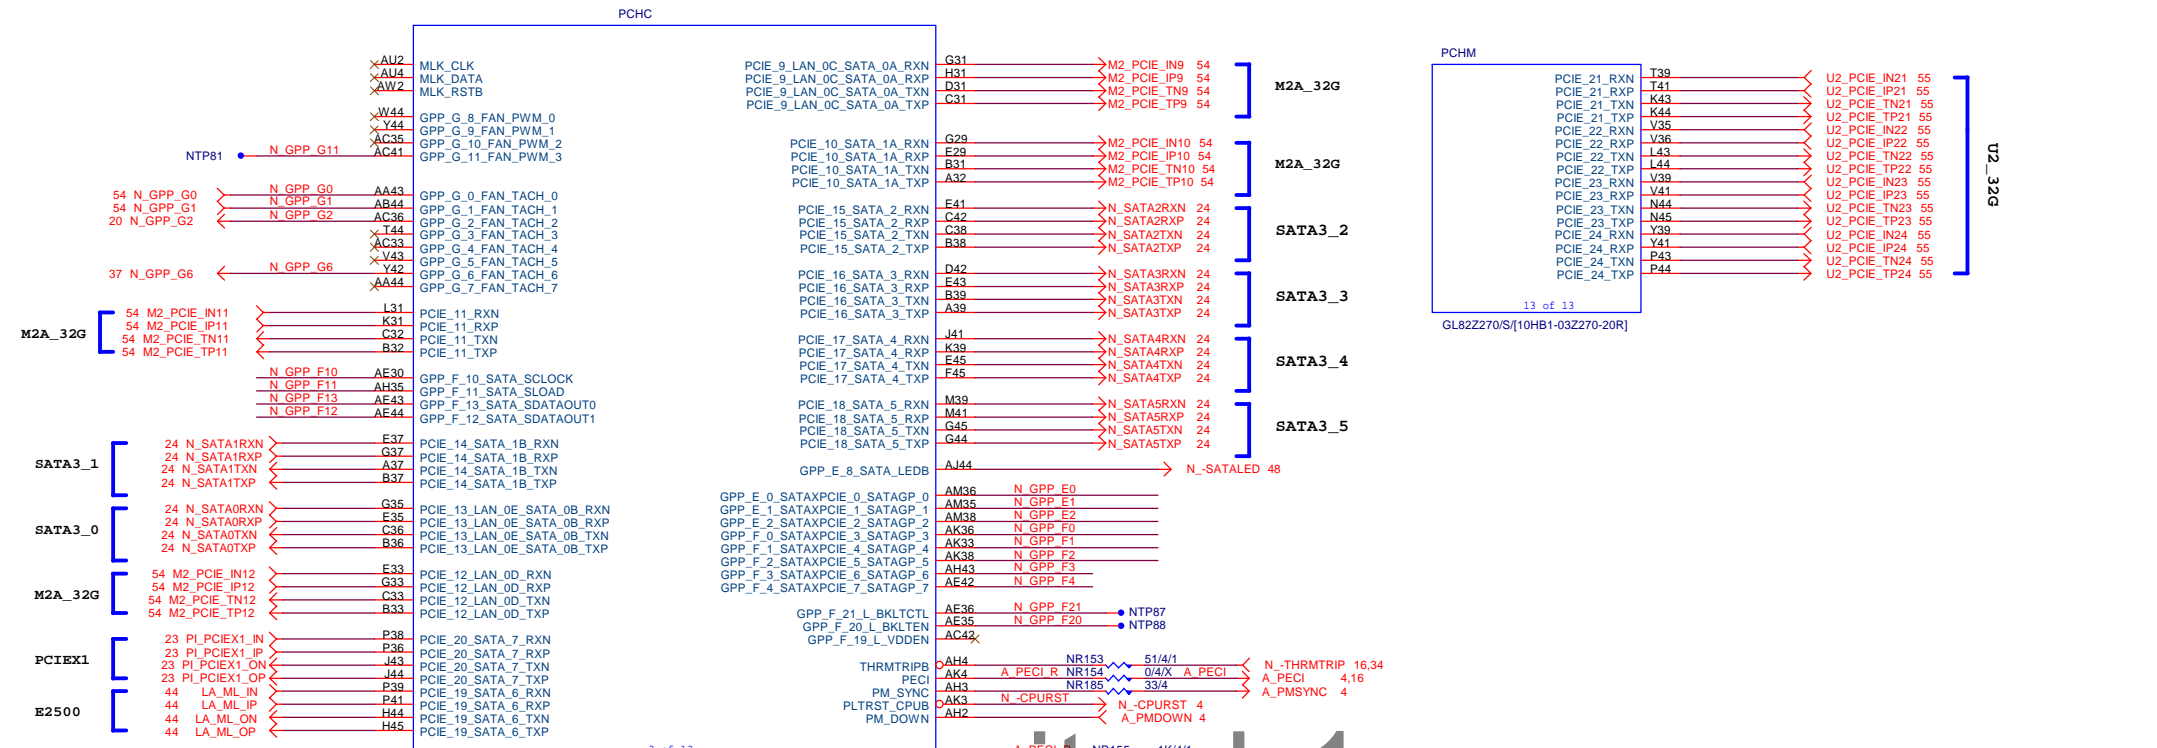 PCHC
AU2 MLK_CLK
AU4 MLK_DATA
AW2 MLK_RSTB
W44 GPP_G_8_FAN_PWM_0
Y44 GPP_G_9_FAN_PWM_1
AC35 GPP_G_10_FAN_PWM_2
NTP81 N_GPP_G11 AC41 GPP_G_11_FAN_PWM_3
54 N_GPP_G0 N_GPP_G0 AA43 GPP_G_0_FAN_TACH_0
54 N_GPP_G1 N_GPP_G1 AB44 GPP_G_1_FAN_TACH_1
20 N_GPP_G2 N_GPP_G2 AC36 GPP_G_2_FAN_TACH_2
T44 GPP_G_3_FAN_TACH_3
AC33 GPP_G_4_FAN_TACH_4
V43 GPP_G_5_FAN_TACH_5
37 N_GPP_G6 N_GPP_G6 Y42 GPP_G_6_FAN_TACH_6
AA44 GPP_G_7_FAN_TACH_7
M2A_32G
54 M2_PCIE_IN11 L31 PCIE_11_RXN
54 M2_PCIE_IP11 K31 PCIE_11_RXP
54 M2_PCIE_TN11 C32 PCIE_11_TXN
54 M2_PCIE_TP11 B32 PCIE_11_TXP
N_GPP_F10 AE30 GPP_F_10_SATA_SCLOCK
N_GPP_F11 AH35 GPP_F_11_SATA_SLOAD
N_GPP_F13 AE43 GPP_F_13_SATA_SDATAOUT0
N_GPP_F12 AE44 GPP_F_12_SATA_SDATAOUT1
SATA3_1
24 N_SATA1RXN E37 PCIE_14_SATA_1B_RXN
24 N_SATA1RXP G37 PCIE_14_SATA_1B_RXP
24 N_SATA1TXN A37 PCIE_14_SATA_1B_TXN
24 N_SATA1TXP B37 PCIE_14_SATA_1B_TXP
SATA3_0
24 N_SATA0RXN G35 PCIE_13_LAN_0E_SATA_0B_RXN
24 N_SATA0RXP E35 PCIE_13_LAN_0E_SATA_0B_RXP
24 N_SATA0TXN C36 PCIE_13_LAN_0E_SATA_0B_TXN
24 N_SATA0TXP B36 PCIE_13_LAN_0E_SATA_0B_TXP
M2A_32G
54 M2_PCIE_IN12 E33 PCIE_12_LAN_0D_RXN
54 M2_PCIE_IP12 G33 PCIE_12_LAN_0D_RXP
54 M2_PCIE_TN12 C33 PCIE_12_LAN_0D_TXN
54 M2_PCIE_TP12 B33 PCIE_12_LAN_0D_TXP
PCIEX1
23 PI_PCIEX1_IN P38 PCIE_20_SATA_7_RXN
23 PI_PCIEX1_IP P36 PCIE_20_SATA_7_RXP
23 PI_PCIEX1_ON J43 PCIE_20_SATA_7_TXN
23 PI_PCIEX1_OP J44 PCIE_20_SATA_7_TXP
E2500
44 LA_ML_IN P39 PCIE_19_SATA_6_RXN
44 LA_ML_IP P41 PCIE_19_SATA_6_RXP
44 LA_ML_ON H44 PCIE_19_SATA_6_TXN
44 LA_ML_OP H45 PCIE_19_SATA_6_TXP
PCIE_9_LAN_0C_SATA_0A_RXN G31 M2_PCIE_IN9 54
PCIE_9_LAN_0C_SATA_0A_RXP H31 M2_PCIE_IP9 54
PCIE_9_LAN_0C_SATA_0A_TXN D31 M2_PCIE_TN9 54
PCIE_9_LAN_0C_SATA_0A_TXP C31 M2_PCIE_TP9 54
M2A_32G
PCIE_10_SATA_1A_RXN G29 M2_PCIE_IN10 54
PCIE_10_SATA_1A_RXP E29 M2_PCIE_IP10 54
PCIE_10_SATA_1A_TXN B31 M2_PCIE_TN10 54
PCIE_10_SATA_1A_TXP A32 M2_PCIE_TP10 54
M2A_32G
PCIE_15_SATA_2_RXN E41 N_SATA2RXN 24
PCIE_15_SATA_2_RXP C42 N_SATA2RXP 24
PCIE_15_SATA_2_TXN C38 N_SATA2TXN 24
PCIE_15_SATA_2_TXP B38 N_SATA2TXP 24
SATA3_2
PCIE_16_SATA_3_RXN D42 N_SATA3RXN 24
PCIE_16_SATA_3_RXP E43 N_SATA3RXP 24
PCIE_16_SATA_3_TXN B39 N_SATA3TXN 24
PCIE_16_SATA_3_TXP A39 N_SATA3TXP 24
SATA3_3
PCIE_17_SATA_4_RXN J41 N_SATA4RXN 24
PCIE_17_SATA_4_RXP K39 N_SATA4RXP 24
PCIE_17_SATA_4_TXN E45 N_SATA4TXN 24
PCIE_17_SATA_4_TXP F45 N_SATA4TXP 24
SATA3_4
PCIE_18_SATA_5_RXN M39 N_SATA5RXN 24
PCIE_18_SATA_5_RXP M41 N_SATA5RXP 24
PCIE_18_SATA_5_TXN G45 N_SATA5TXN 24
PCIE_18_SATA_5_TXP G44 N_SATA5TXP 24
SATA3_5
GPP_E_8_SATA_LEDB AJ44 N_-SATALED 48
GPP_E_0_SATAXPCIE_0_SATAGP_0 AM36 N_GPP_E0
GPP_E_1_SATAXPCIE_1_SATAGP_1 AM35 N_GPP_E1
GPP_E_2_SATAXPCIE_2_SATAGP_2 AM38 N_GPP_E2
GPP_F_0_SATAXPCIE_3_SATAGP_3 AK36 N_GPP_F0
GPP_F_1_SATAXPCIE_4_SATAGP_4 AK33 N_GPP_F1
GPP_F_2_SATAXPCIE_5_SATAGP_5 AK38 N_GPP_F2
GPP_F_3_SATAXPCIE_6_SATAGP_6 AH43 N_GPP_F3
GPP_F_4_SATAXPCIE_7_SATAGP_7 AE42 N_GPP_F4
GPP_F_21_L_BKLTCTL AE36 N_GPP_F21 NTP87
GPP_F_20_L_BKLTEN AE35 N_GPP_F20 NTP88
GPP_F_19_L_VDDEN AC42
THRMTRIPB AH4 NR153 51/4/1 N_-THRMTRIP 16,34
PECI AK4 A_PECI_R NR154 0/4/X A_PECI A_PECI 4,16
PM_SYNC AH3 NR185 33/4 A_PMSYNC 4
PLTRST_CPUB AK3 N_-CPURST N_-CPURST 4
PM_DOWN AH2 A_PMDOWN 4
PCHM
PCIE_21_RXN T39 U2_PCIE_IN21 55
PCIE_21_RXP T41 U2_PCIE_IP21 55
PCIE_21_TXN K43 U2_PCIE_TN21 55
PCIE_21_TXP K44 U2_PCIE_TP21 55
PCIE_22_RXN V35 U2_PCIE_IN22 55
PCIE_22_RXP V36 U2_PCIE_IP22 55
PCIE_22_TXN L43 U2_PCIE_TN22 55
PCIE_22_TXP L44 U2_PCIE_TP22 55
PCIE_23_RXN V39 U2_PCIE_IN23 55
PCIE_23_RXP V41 U2_PCIE_IP23 55
PCIE_23_TXN N44 U2_PCIE_TN23 55
PCIE_23_TXP N45 U2_PCIE_TP23 55
PCIE_24_RXN Y39 U2_PCIE_IN24 55
PCIE_24_RXP Y41 U2_PCIE_IP24 55
PCIE_24_TXN P43 U2_PCIE_TN24 55
PCIE_24_TXP P44 U2_PCIE_TP24 55
U2_32G
13 of 13
GL82Z270/S/[10HB1-03Z270-20R]